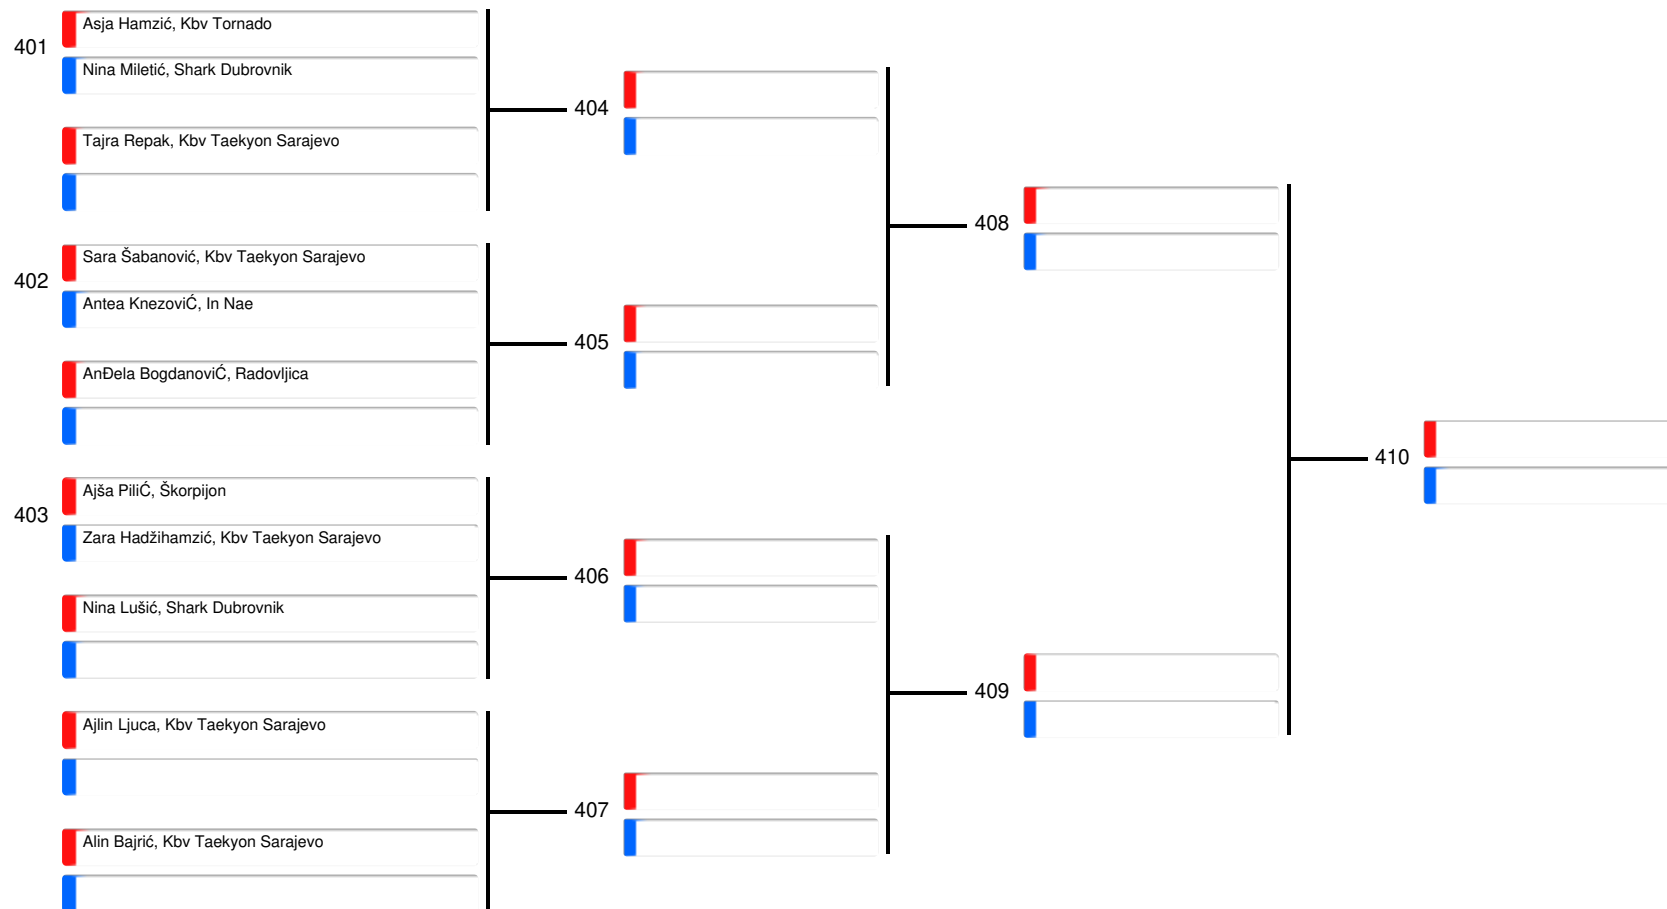 401
Asja Hamzić, Kbv Tornado
Nina Miletić, Shark Dubrovnik
404
Tajra Repak, Kbv Taekyon Sarajevo
408
402
Sara Šabanović, Kbv Taekyon Sarajevo
Antea KnezoviĆ, In Nae
405
AnĐela BogdanoviĆ, Radovljica
410
403
Ajša PiliĆ, Škorpijon
Zara Hadžihamzić, Kbv Taekyon Sarajevo
406
Nina Lušić, Shark Dubrovnik
409
Ajlin Ljuca, Kbv Taekyon Sarajevo
407
Alin Bajrić, Kbv Taekyon Sarajevo